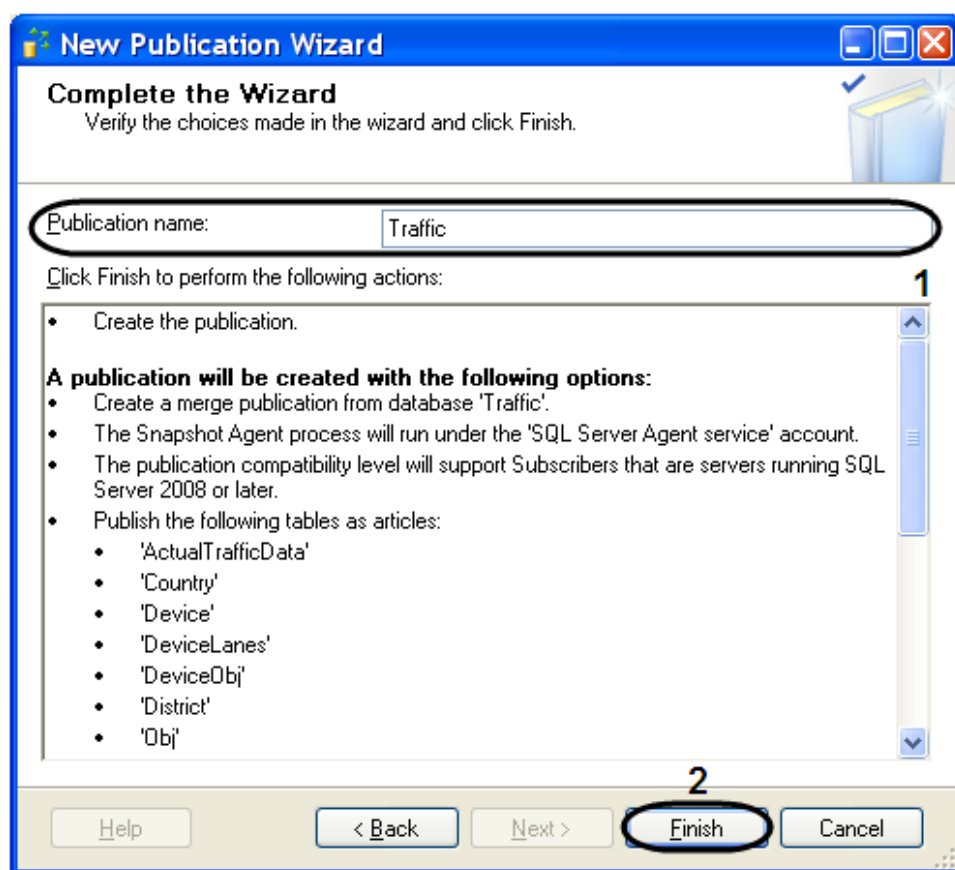 New Publication Wizard
Complete the Wizard
Verify the choices made in the wizard and click Finish.
Publication name:
Traffic
Click Finish to perform the following actions:
1
• Create the publication.
A publication will be created with the following options:
• Create a merge publication from database 'Traffic'.
• The Snapshot Agent process will run under the 'SQL Server Agent service' account.
• The publication compatibility level will support Subscribers that are servers running SQL
Server 2008 or later.
• Publish the following tables as articles:
• 'ActualTrafficData'
• 'Country'
• 'Device'
• 'DeviceLanes'
• 'DeviceObj'
• 'District'
• 'Obj'
2
Help
< Back
Next >
Finish
Cancel